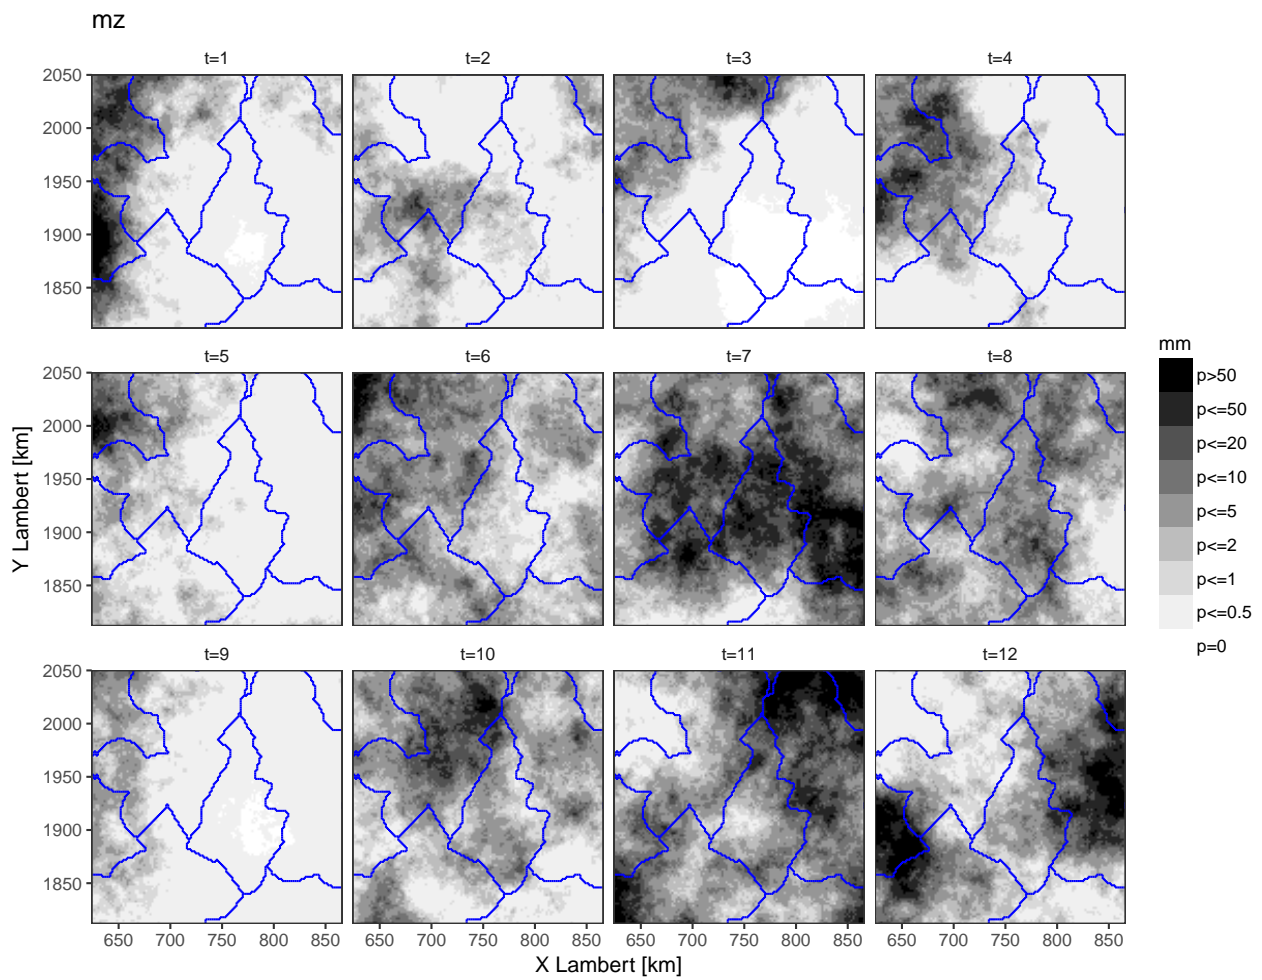 mz
t=1
t=2
t=3
t=4
2050
2000
1950
1900
1850
t=5
t=6
t=7
t=8
2050
2000
1950
1900
1850
t=9
t=10
t=11
t=12
2050
2000
1950
1900
1850
650 700 750 800 850
650 700 750 800 850
650 700 750 800 850
650 700 750 800 850
X Lambert [km]
Y Lambert [km]
mm
p>50
p<=50
p<=20
p<=10
p<=5
p<=2
p<=1
p<=0.5
p=0